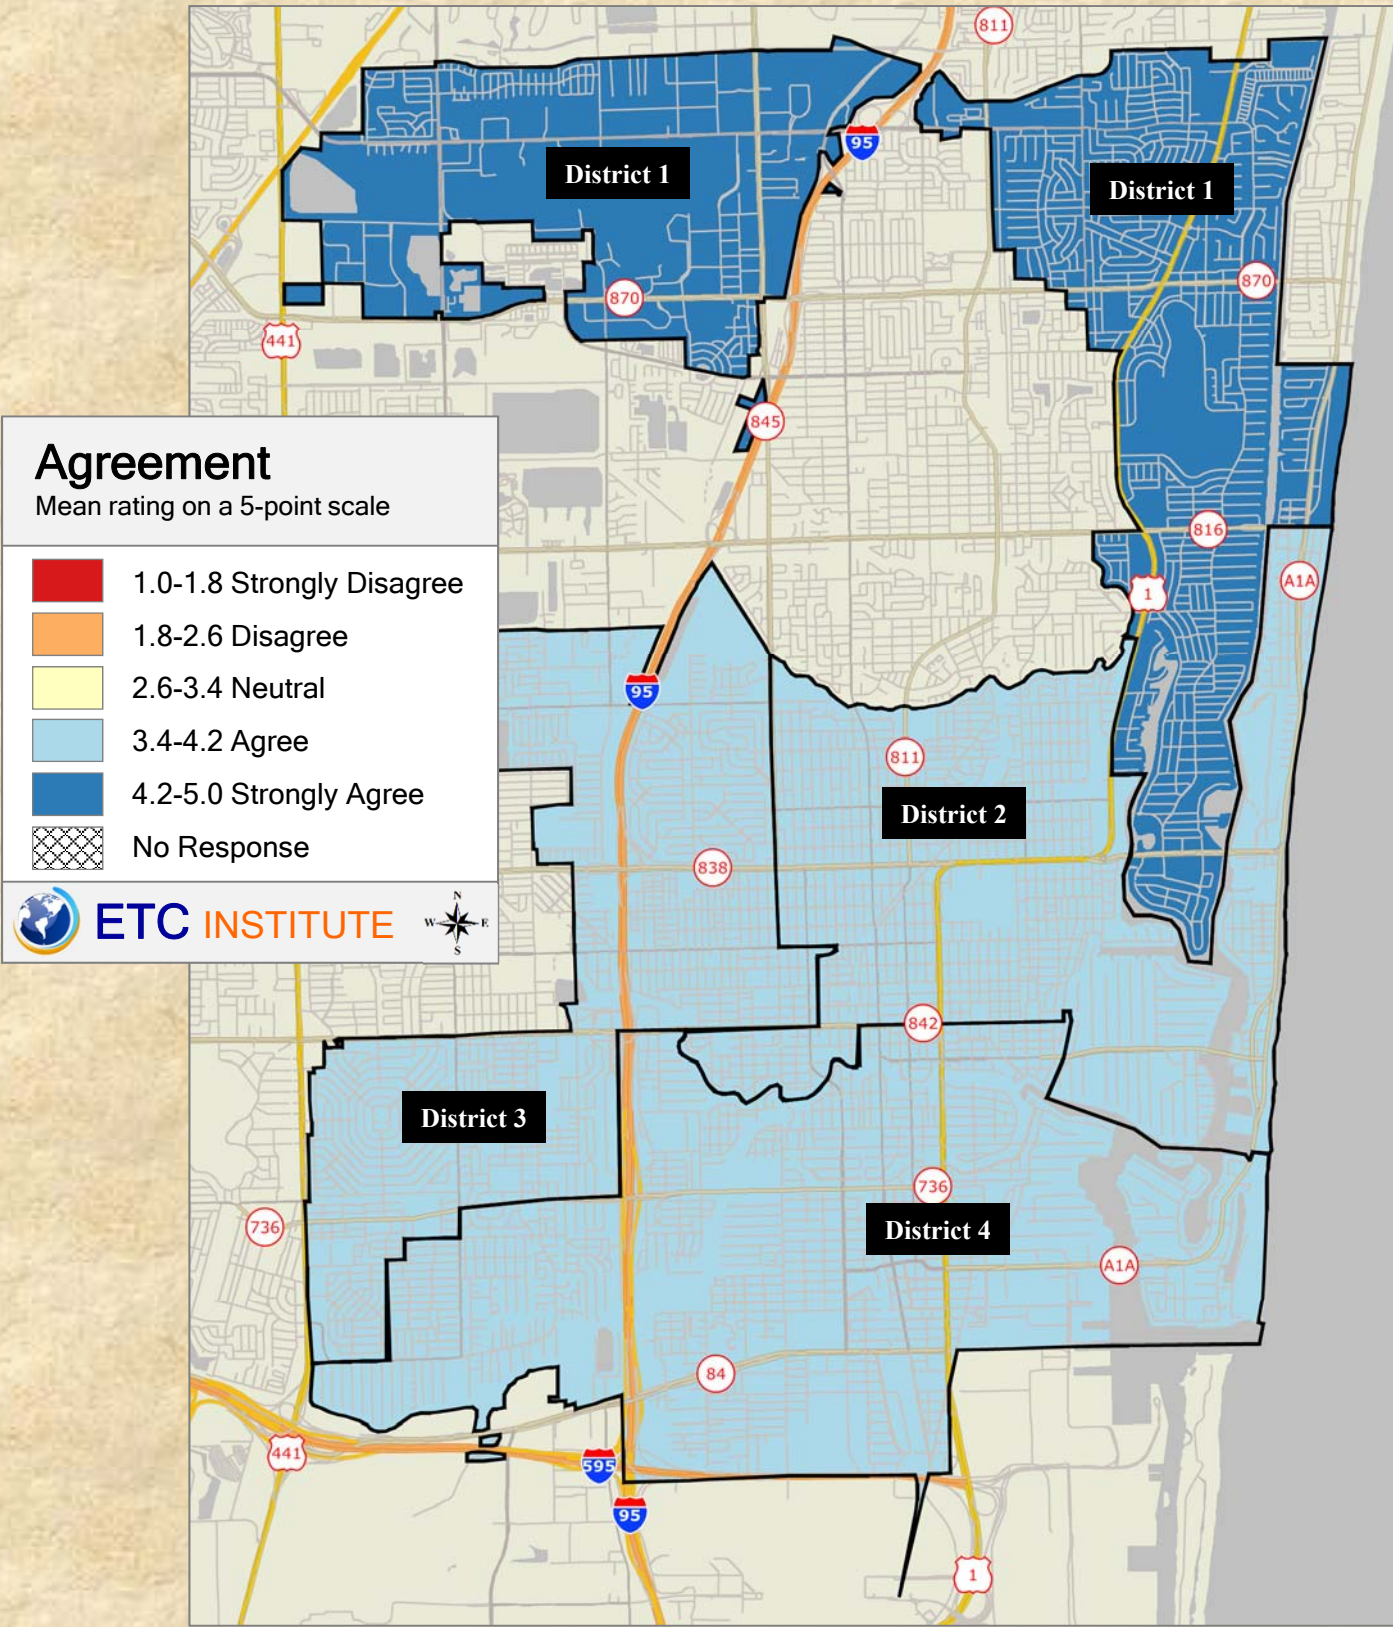 811
District 1
95
District 1
870
870
441
845
Agreement
Mean rating on a 5-point scale
816
1.0-1.8 Strongly Disagree
A1A
1
1.8-2.6 Disagree
2.6-3.4 Neutral
95
3.4-4.2 Agree
811
4.2-5.0 Strongly Agree
District 2
No Response
838
N
W E
S
ETC INSTITUTE
842
District 3
736
736
District 4
A1A
84
441
595
95
1